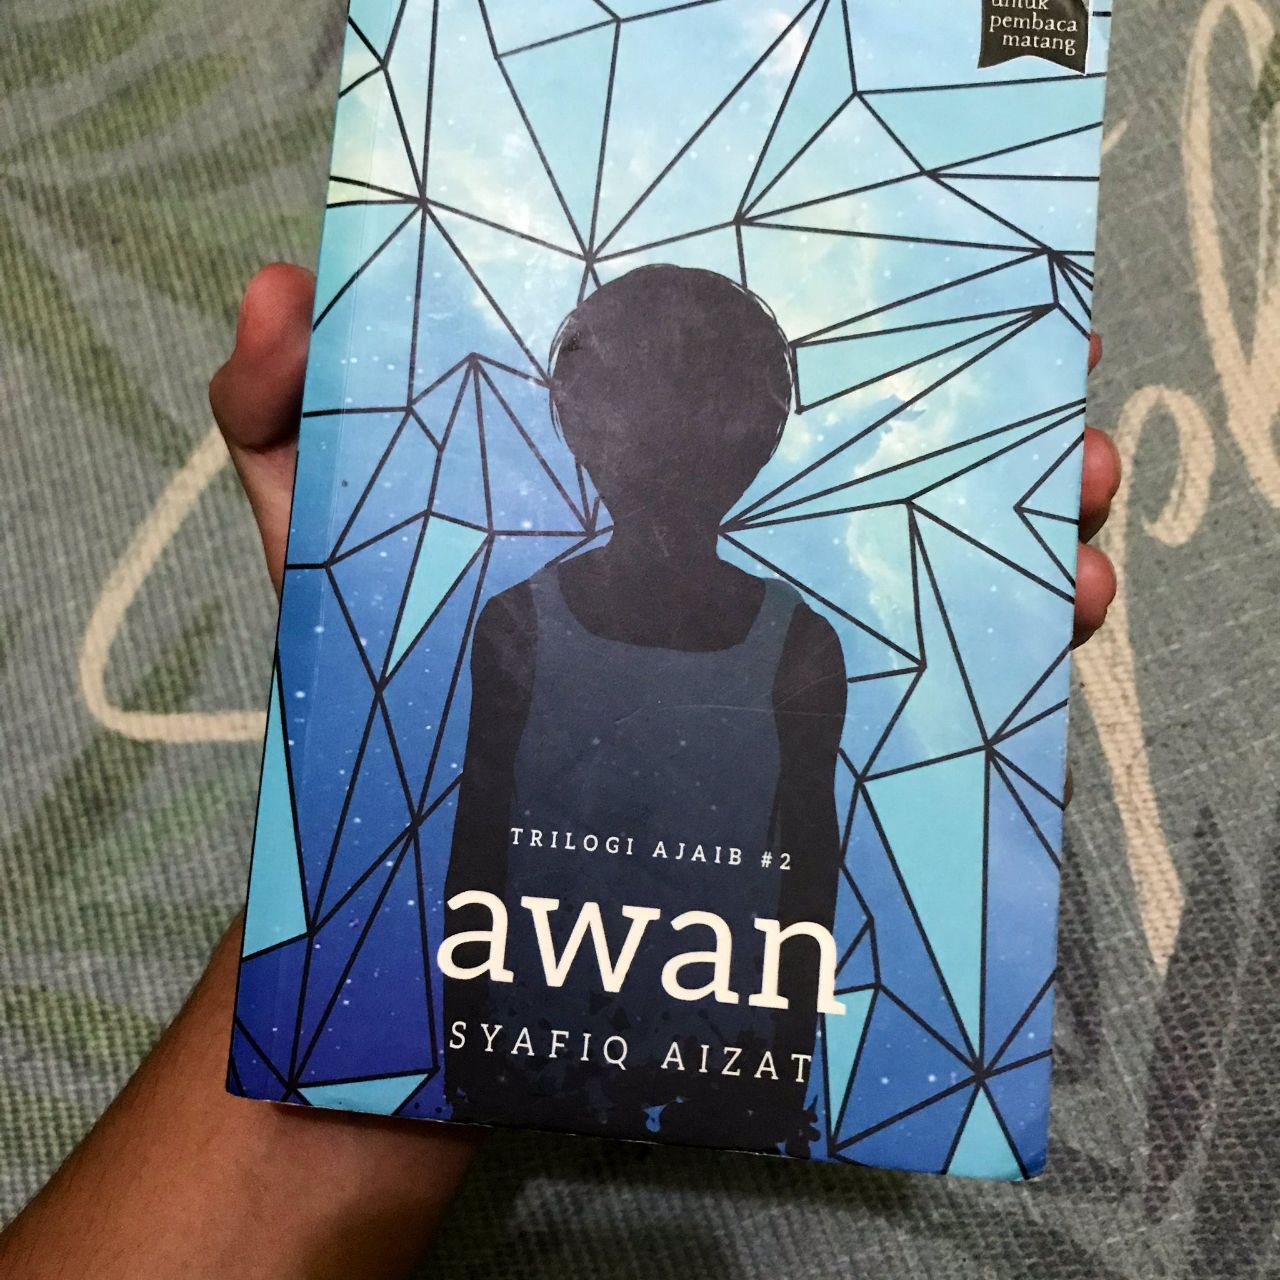 untuk
pembaca
matang
TRILOGI AJAIB #2
awan
SYAFIQ AIZAT